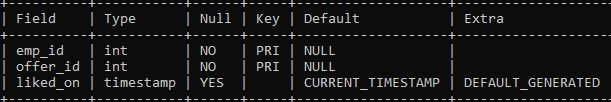 | Field | Type | Null | Key | Default | Extra |
| emp_id | int | NO | PRI | NULL | |
| offer_id | int | NO | PRI | NULL | |
| liked_on | timestamp | YES | | CURRENT_TIMESTAMP | DEFAULT_GENERATED